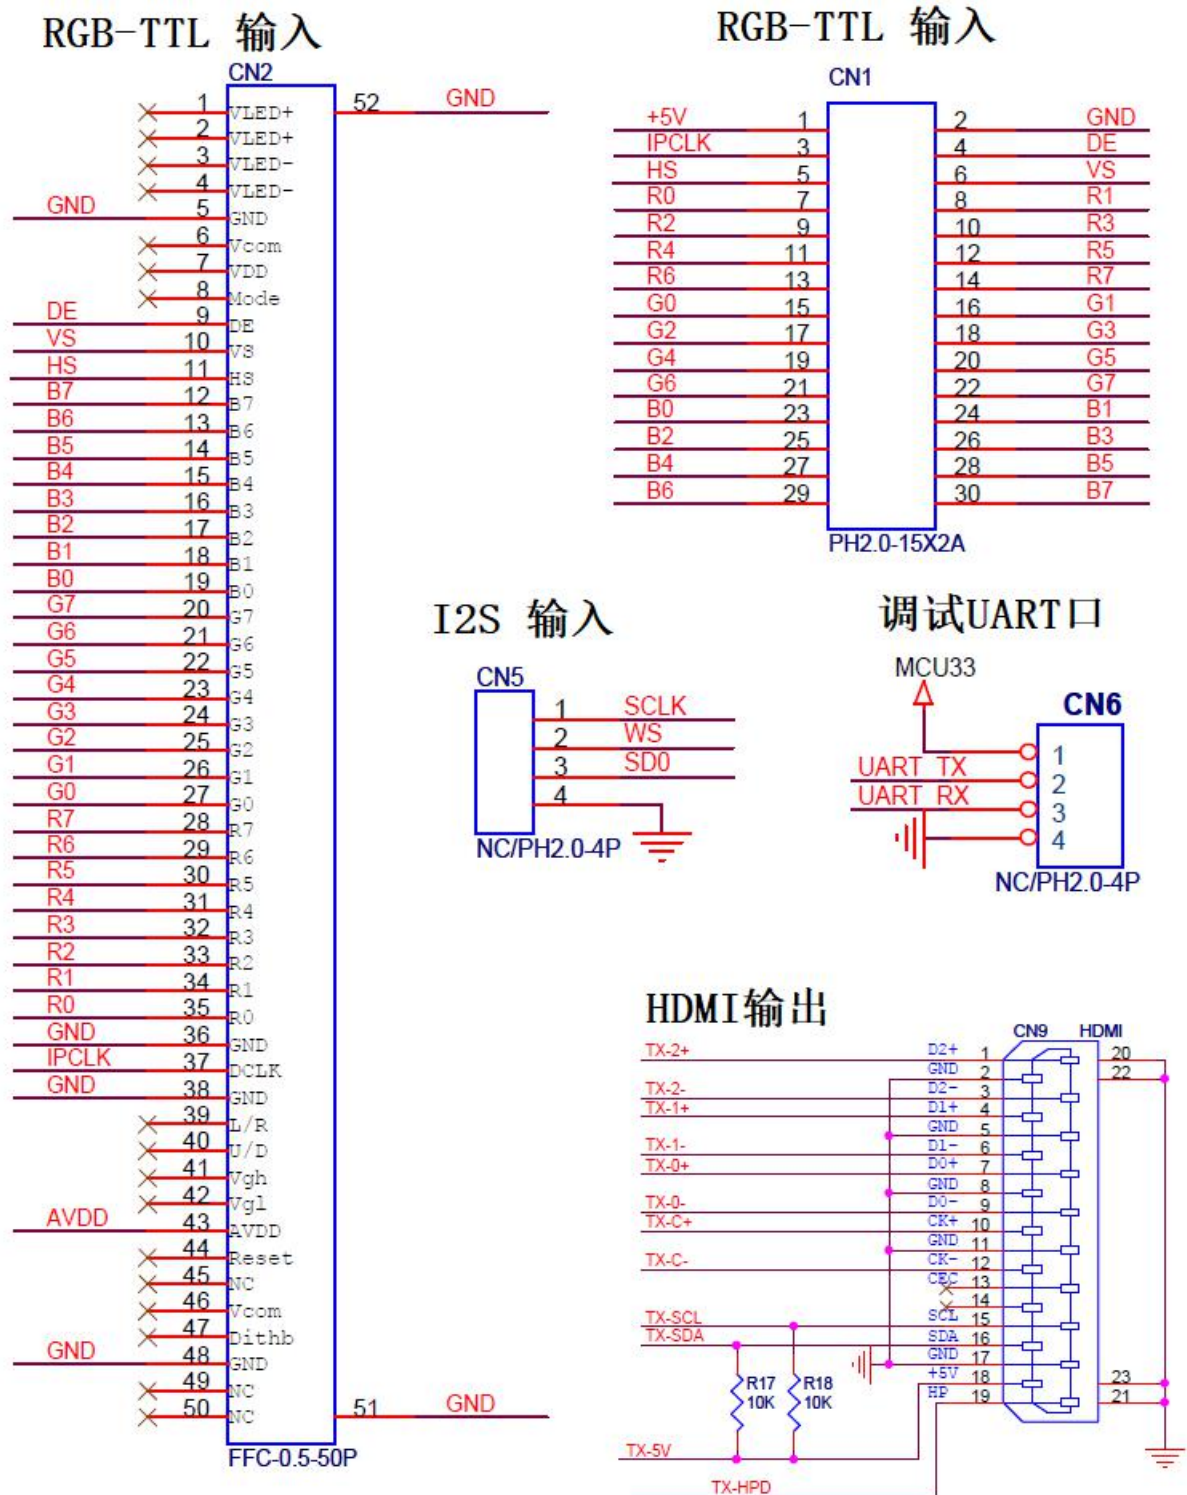 RGB-TTL 输入
CN2
1 VLED+
2 VLED+
3 VLED-
4 VLED-
GND 5 GND
6 Vcom
7 VDD
8 Mode
DE 9 DE
VS 10 VS
HS 11 HS
B7 12 B7
B6 13 B6
B5 14 B5
B4 15 B4
B3 16 B3
B2 17 B2
B1 18 B1
B0 19 B0
G7 20 G7
G6 21 G6
G5 22 G5
G4 23 G4
G3 24 G3
G2 25 G2
G1 26 G1
G0 27 G0
R7 28 R7
R6 29 R6
R5 30 R5
R4 31 R4
R3 32 R3
R2 33 R2
R1 34 R1
R0 35 R0
GND 36 GND
IPCLK 37 DCLK
GND 38 GND
39 L/R
40 U/D
41 Vgh
42 Vgl
AVDD 43 AVDD
44 Reset
45 NC
46 Vcom
47 Dithb
GND 48 GND
49 NC
50 NC
52 GND
51 GND
FFC-0.5-50P
RGB-TTL 输入
CN1
+5V 1 2 GND
IPCLK 3 4 DE
HS 5 6 VS
R0 7 8 R1
R2 9 10 R3
R4 11 12 R5
R6 13 14 R7
G0 15 16 G1
G2 17 18 G3
G4 19 20 G5
G6 21 22 G7
B0 23 24 B1
B2 25 26 B3
B4 27 28 B5
B6 29 30 B7
PH2.0-15X2A
I2S 输入
CN5
1 SCLK
2 WS
3 SD0
4
NC/PH2.0-4P
调试UART口
MCU33
CN6
1
UART TX 2
UART RX 3
4
NC/PH2.0-4P
HDMI输出
CN9 HDMI
TX-2+ D2+ 1 20
GND 2 22
TX-2- D2- 3
TX-1+ D1+ 4
GND 5
TX-1- D1- 6
TX-0+ D0+ 7
GND 8
TX-0- D0- 9
TX-C+ CK+ 10
GND 11
TX-C- CK- 12
CEC 13
14
TX-SCL SCL 15
TX-SDA SDA 16
GND 17
+5V 18 23
HP 19 21
R17 R18
10K 10K
TX-5V
TX-HPD